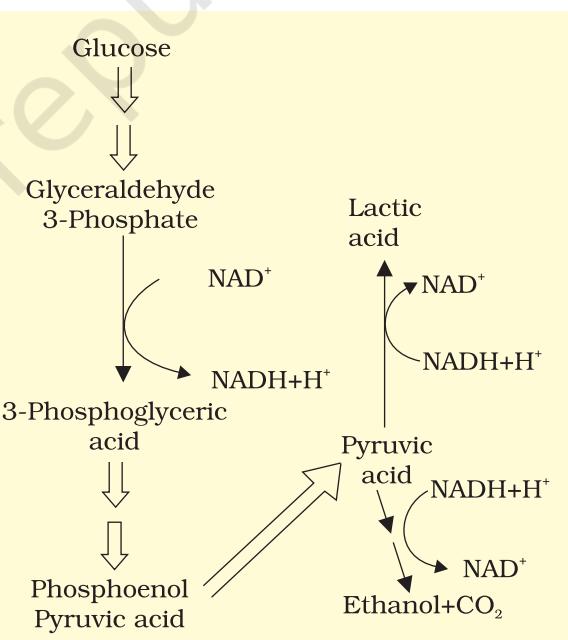 Glucose
Glyceraldehyde
3-Phosphate
NAD⁺
NADH+H⁺
3-Phosphoglyceric
acid
Phosphoenol
Pyruvic acid
Lactic
acid
NAD⁺
NADH+H⁺
Pyruvic
acid
NADH+H⁺
NAD⁺
Ethanol+CO₂